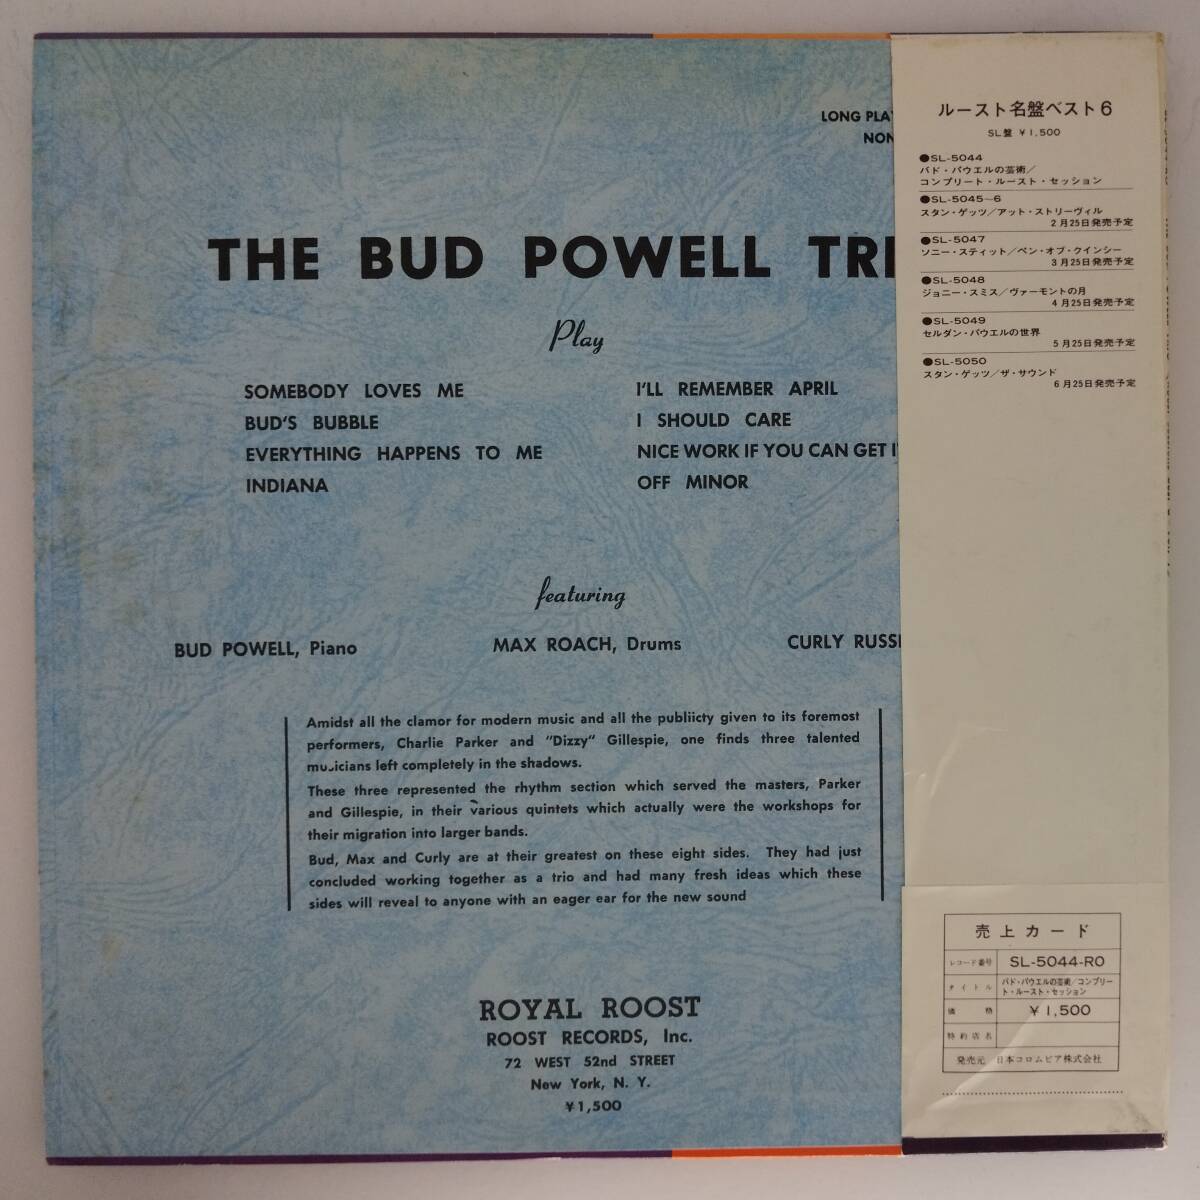 LONG PLA
NON
THE BUD POWELL TRI
Play
SOMEBODY LOVES ME
BUD'S BUBBLE
EVERYTHING HAPPENS TO ME
INDIANA
I'LL REMEMBER APRIL
I SHOULD CARE
NICE WORK IF YOU CAN GET I
OFF MINOR
featuring
BUD POWELL, Piano
MAX ROACH, Drums
CURLY RUSS
Amidst all the clamor for modern music and all the publiicty given to its foremost
performers, Charlie Parker and "Dizzy" Gillespie, one finds three talented
musicians left completely in the shadows.
These three represented the rhythm section which served the masters, Parker
and Gillespie, in their various quintets which actually were the workshops for
their migration into larger bands.
Bud, Max and Curly are at their greatest on these eight sides. They had just
concluded working together as a trio and had many fresh ideas which these
sides will reveal to anyone with an eager ear for the new sound
ROYAL ROOST
ROOST RECORDS, Inc.
72 WEST 52nd STREET
New York, N. Y.
¥1,500
ルースト名盤ベスト6
SL盤 ¥1,500
●SL-5044
バド・パウエルの芸術/
コンプリート・ルースト・セッション
●SL-5045-6
スタン・ゲッツ/アット・ストリーヴィル
2月25日発売予定
●SL-5047
ソニー・スティット/ペン・オブ・クインシー
3月25日発売予定
●SL-5048
ジョニー・スミス/ヴァーモントの月
4月25日発売予定
●SL-5049
セルダン・パウエルの世界
5月25日発売予定
●SL-5050
スタン・ゲッツ/ザ・サウンド
6月25日発売予定
売上カード
レコード番号 SL-5044-RO
タイトル バド・パウエルの芸術/コンプリー
ト・ルースト・セッション
価格 ¥1,500
特約店名
発売元 日本コロムビア株式会社